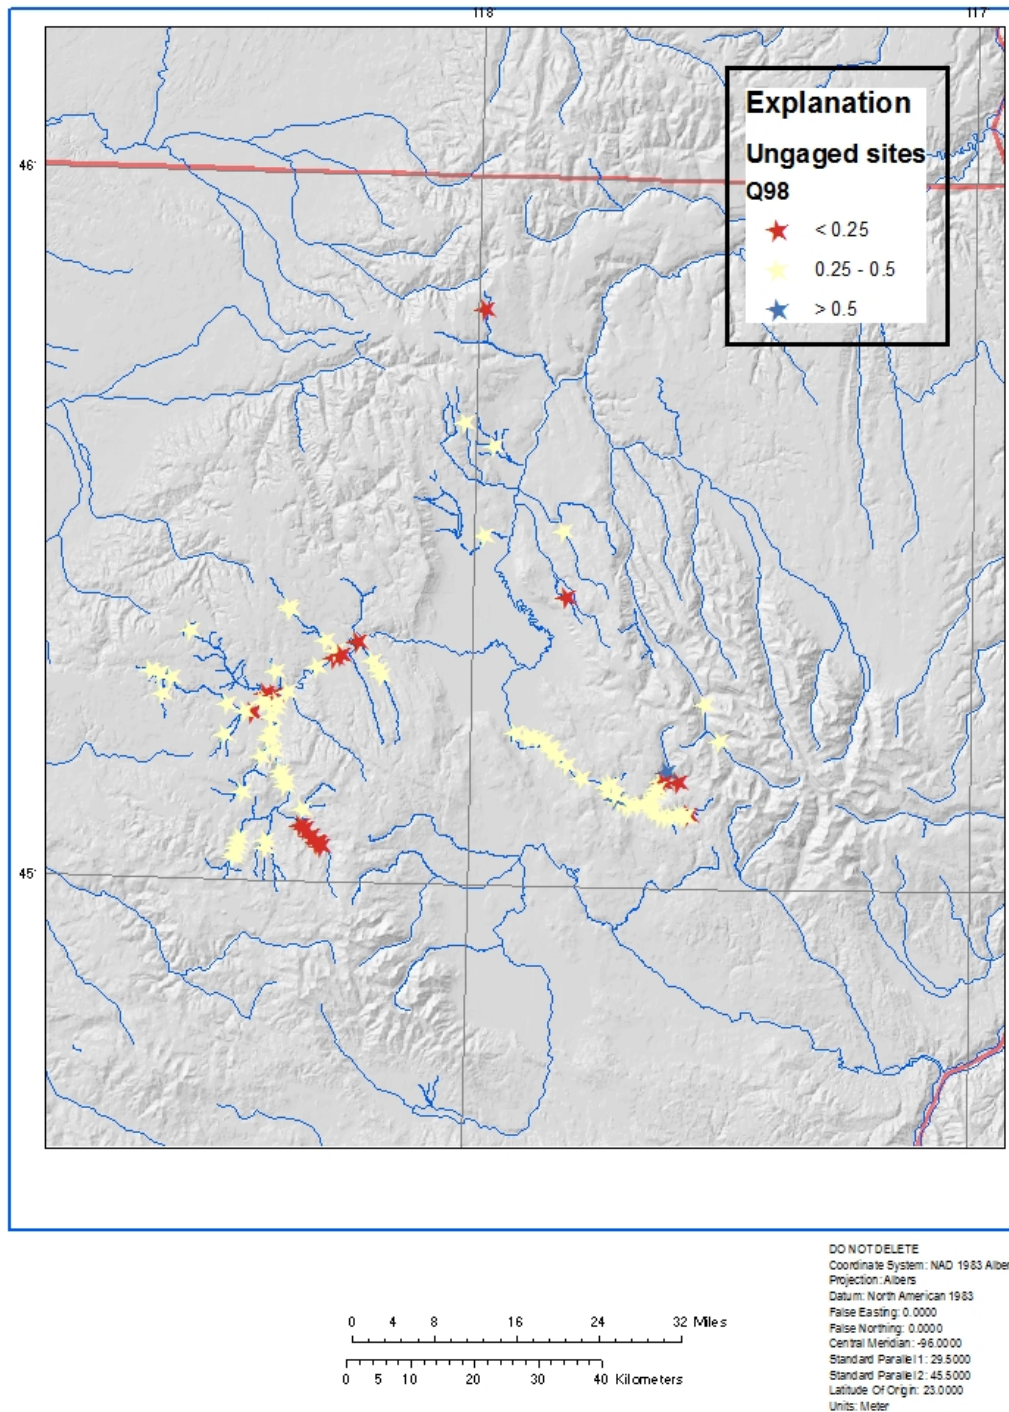 118°
117°
46°
45°
Explanation
Ungaged sites
Q98
< 0.25
0.25 - 0.5
> 0.5
DO NOT DELETE
Coordinate System: NAD 1983 Alber
Projection: Albers
Datum: North American 1983
False Easting: 0.0000
False Northing: 0.0000
Central Meridian: -96.0000
Standard Parallel 1: 29.5000
Standard Parallel 2: 45.5000
Latitude Of Origin: 23.0000
Units: Meter
0 4 8 16 24 32 Miles
0 5 10 20 30 40 Kilometers